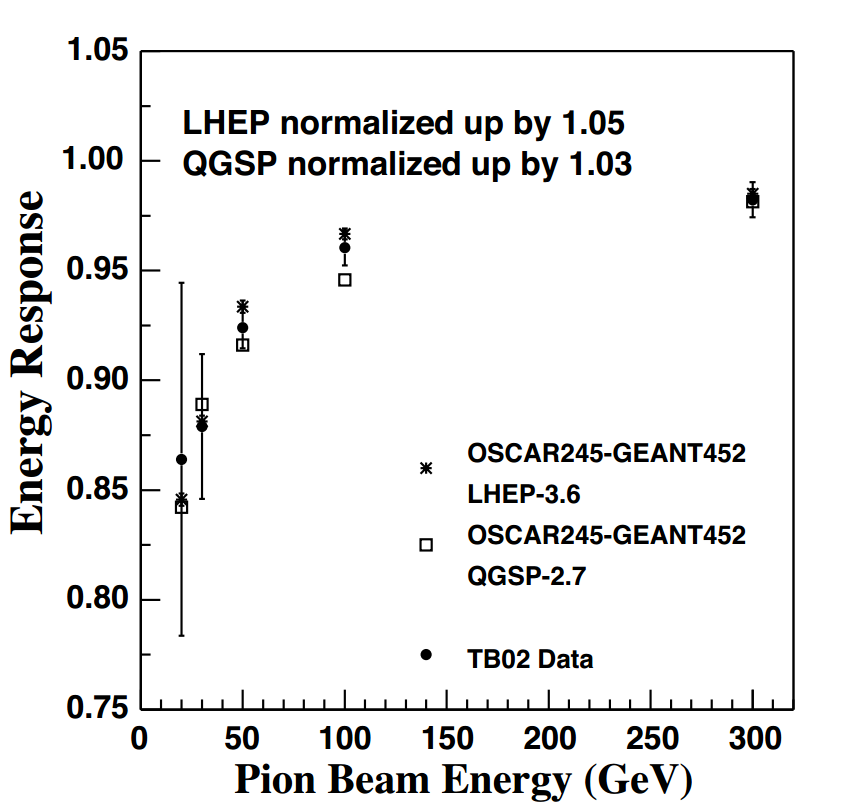 1.05
LHEP normalized up by 1.05
1.00
QGSP normalized up by 1.03
0.95
Energy Response
0.90
OSCAR245-GEANT452
0.85
LHEP-3.6
OSCAR245-GEANT452
QGSP-2.7
0.80
TB02 Data
0.75
0 50 100 150 200 250 300
Pion Beam Energy (GeV)